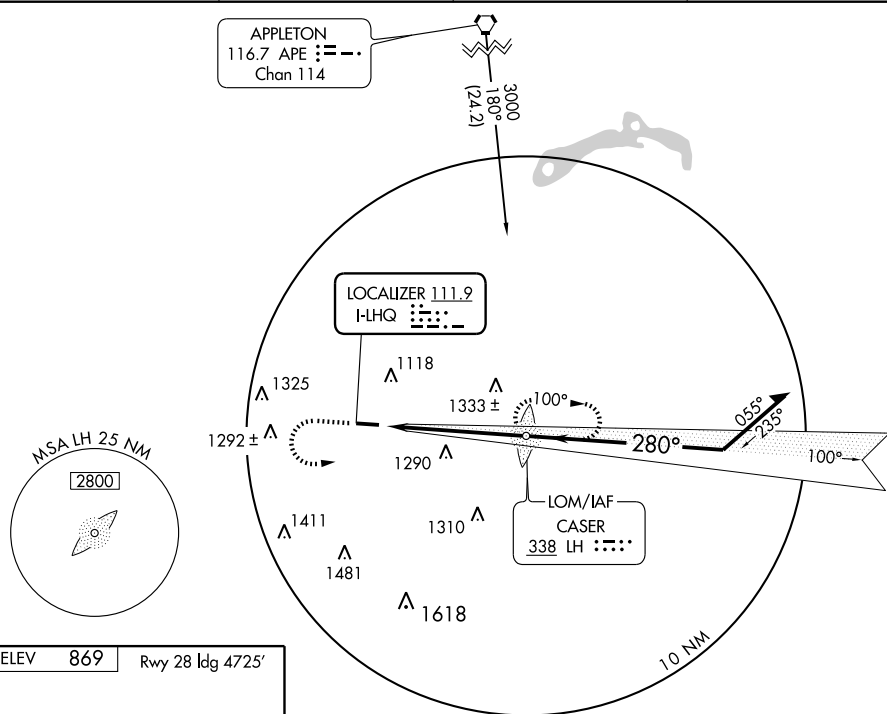 APPLETON
116.7 APE
Chan 114
3000
180°
(24.2)
LOCALIZER 111.9
I-LHQ
1325
1118
1333 ±
100°
055°
235°
1292 ±
280°
100°
MSA LH 25 NM
2800
1290
LOM/IAF
CASER
338 LH
1310
1411
1481
1618
10 NM
ELEV 869
Rwy 28 ldg 4725'